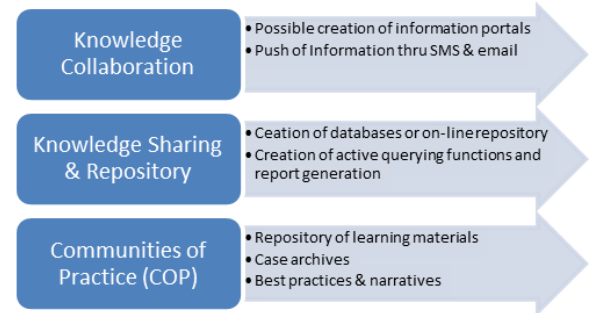 Knowledge
Collaboration
• Possible creation of information portals
• Push of Information thru SMS & email
Knowledge Sharing
& Repository
• Ceation of databases or on-line repository
• Creation of active querying functions and
report generation
Communities of
Practice (COP)
• Repository of learning materials
• Case archives
• Best practices & narratives